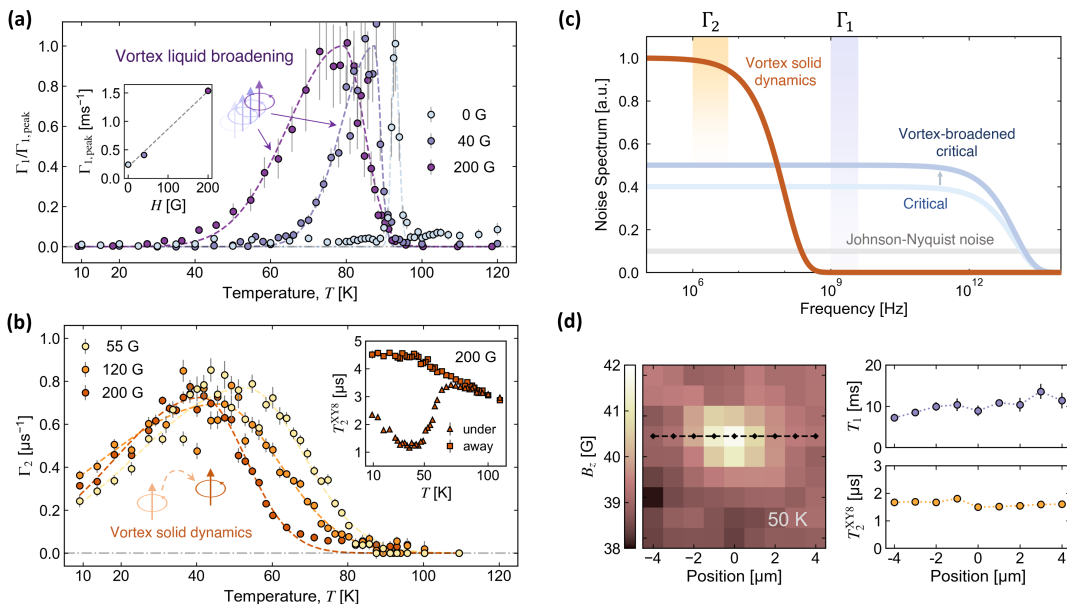 (a)
Vortex liquid broadening
Γ₁/Γ₁,peak
1.0
0.8
0.6
0.4
0.2
0.0
Γ₁,peak [ms⁻¹]
1.5
1.0
0.5
0.0
0
200
H [G]
0 G
40 G
200 G
10
20
40
60
80
100
120
Temperature, T [K]
(b)
Γ₂ [μs⁻¹]
1.0
0.8
0.6
0.4
0.2
0.0
55 G
120 G
200 G
200 G
T₂^XY8 [μs]
5
4
3
2
1
under
away
10
50
100
T [K]
Vortex solid dynamics
10
20
40
60
80
100
120
Temperature, T [K]
(c)
Γ₂
Γ₁
Noise Spectrum [a.u.]
1.0
0.8
0.6
0.4
0.2
0.0
Vortex solid
dynamics
Vortex-broadened
critical
Critical
Johnson-Nyquist noise
10⁶
10⁹
10¹²
Frequency [Hz]
(d)
B_z [G]
42
41
40
39
38
50 K
-4
-2
0
2
4
Position [μm]
T₁ [ms]
20
10
0
T₂^XY8 [μs]
3
2
1
0
-4
-2
0
2
4
Position [μm]